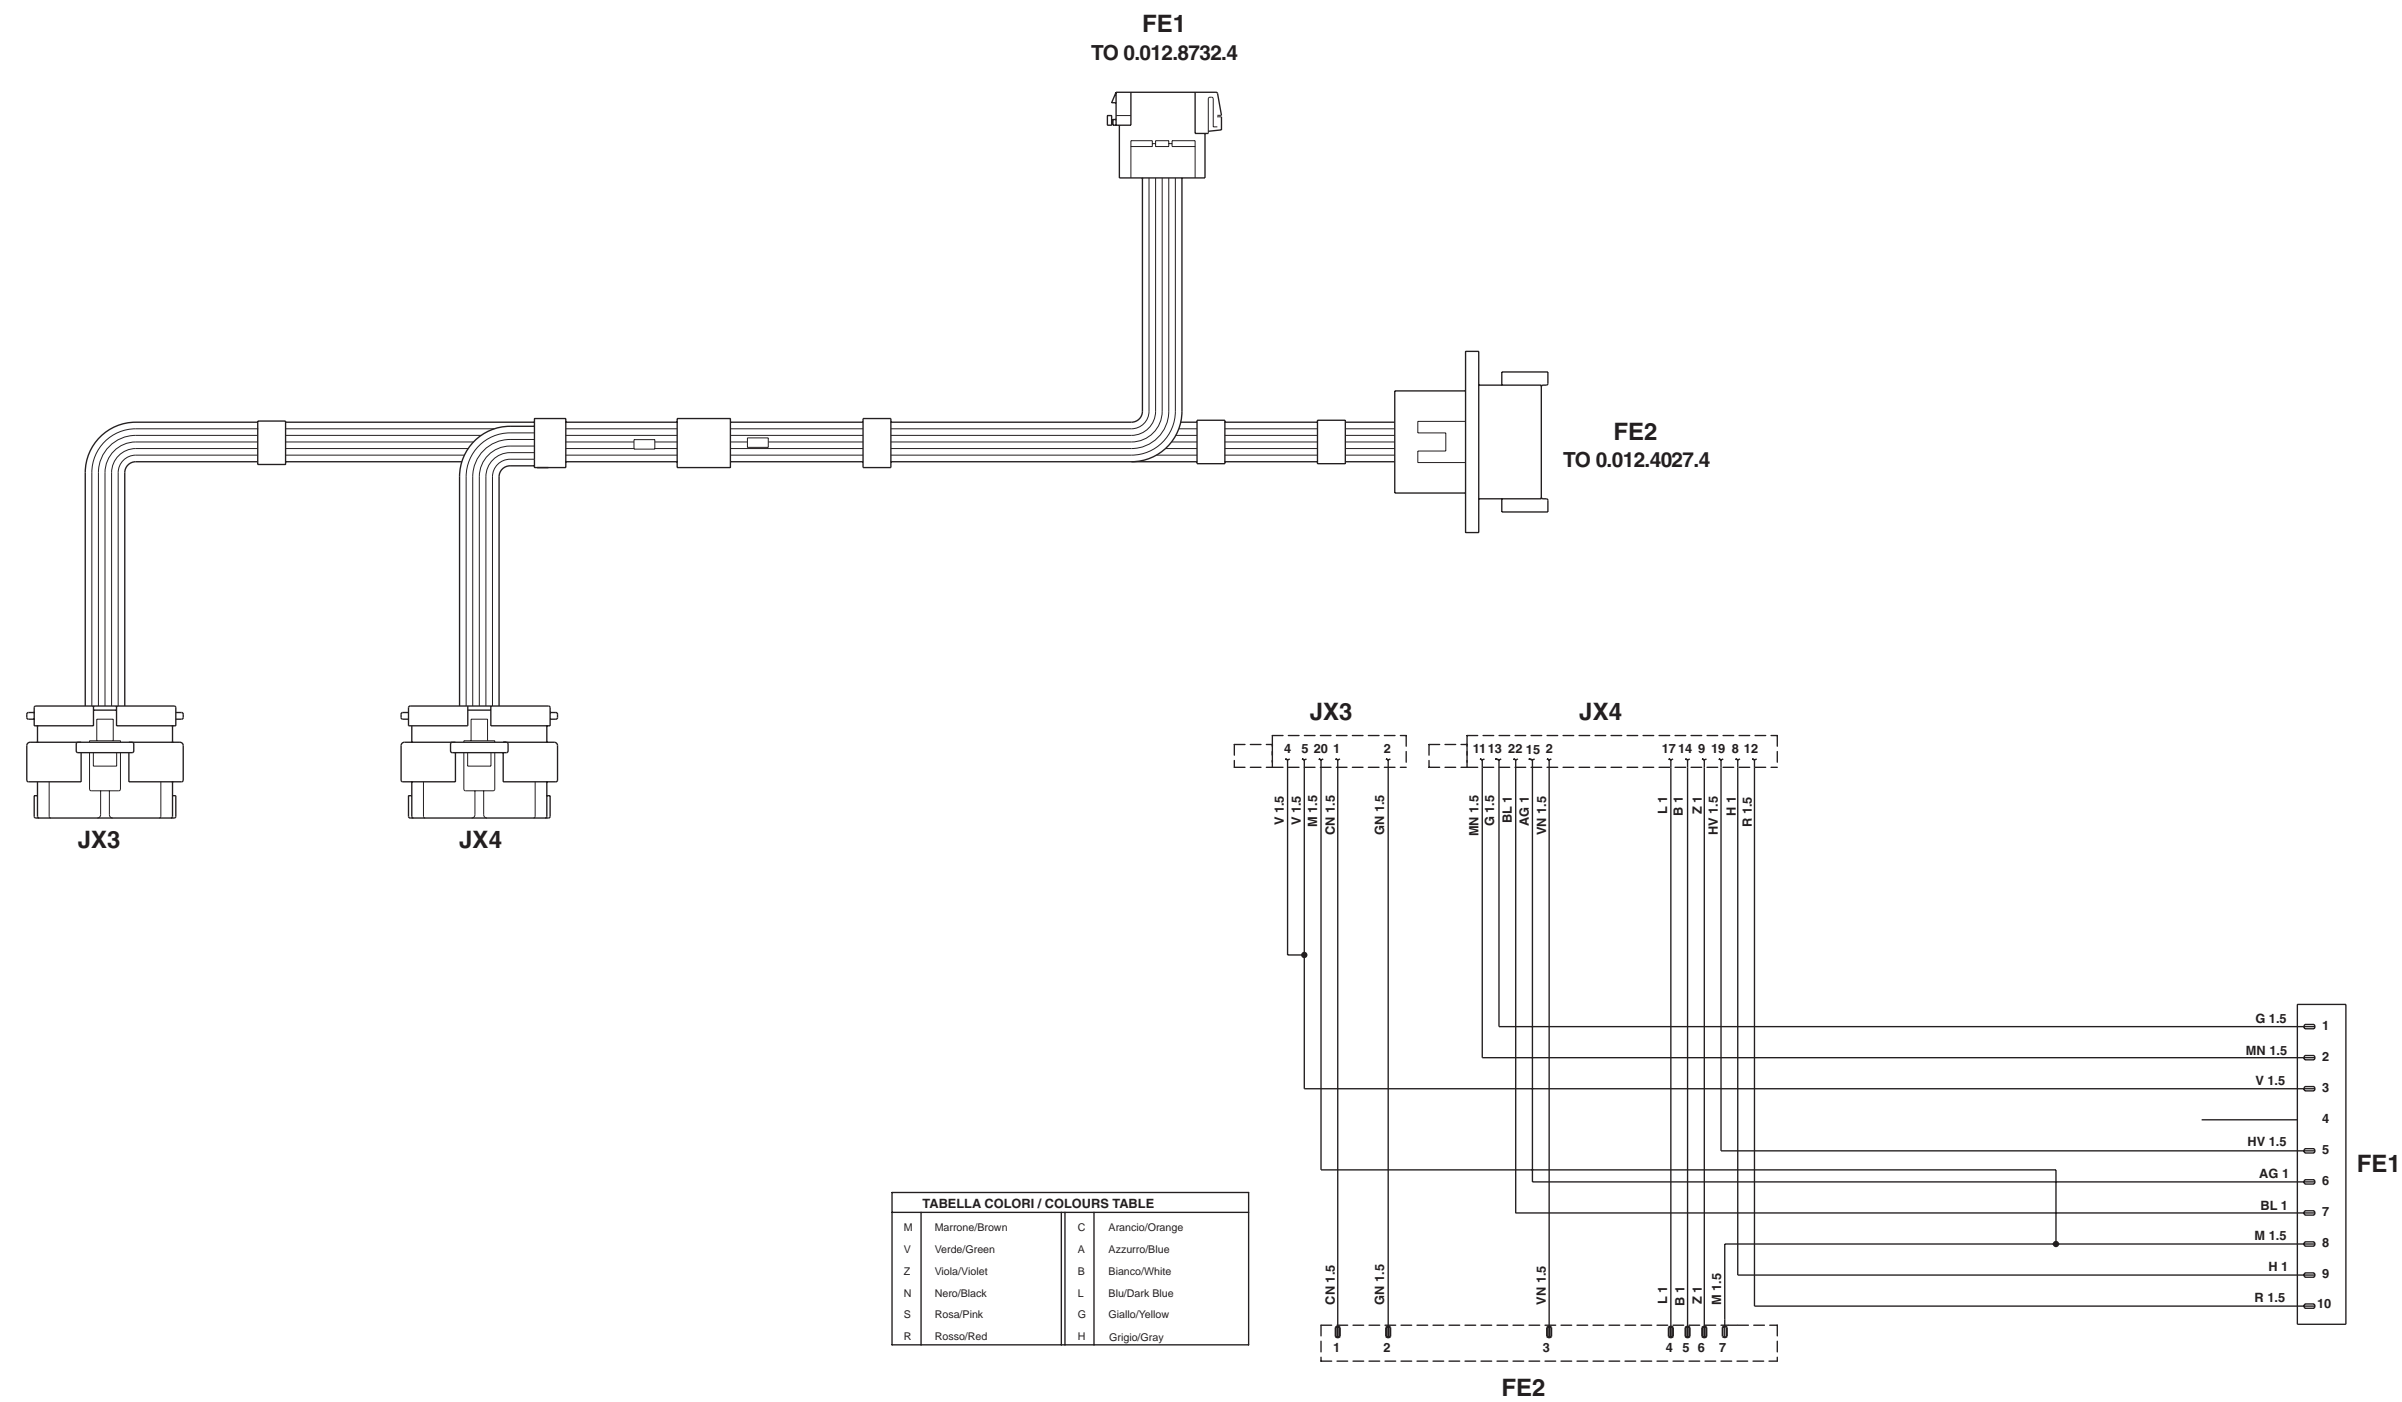 FE1
TO 0.012.8732.4
FE2
TO 0.012.4027.4
JX3
JX4
JX3 JX4
4 5 20 1 2 11 13 22 15 2 17 14 9 19 8 12
V 1.5 V 1.5 M 1.5 CN 1.5 GN 1.5 MN 1.5 G 1.5 BL 1 AG 1 VN 1.5 L 1 B 1 Z 1 HV 1.5 H 1 R 1.5
G 1.5 1
MN 1.5 2
V 1.5 3
4
HV 1.5 5
FE1
AG 1 6
BL 1 7
M 1.5 8
H 1 9
R 1.5 10
CN 1.5 GN 1.5 VN 1.5 L 1 B 1 Z 1 M 1.5
1 2 3 4 5 6 7
FE2
TABELLA COLORI / COLOURS TABLE
M Marrone/Brown C Arancio/Orange
V Verde/Green A Azzurro/Blue
Z Viola/Violet B Bianco/White
N Nero/Black L Blu/Dark Blue
S Rosa/Pink G Giallo/Yellow
R Rosso/Red H Grigio/Gray